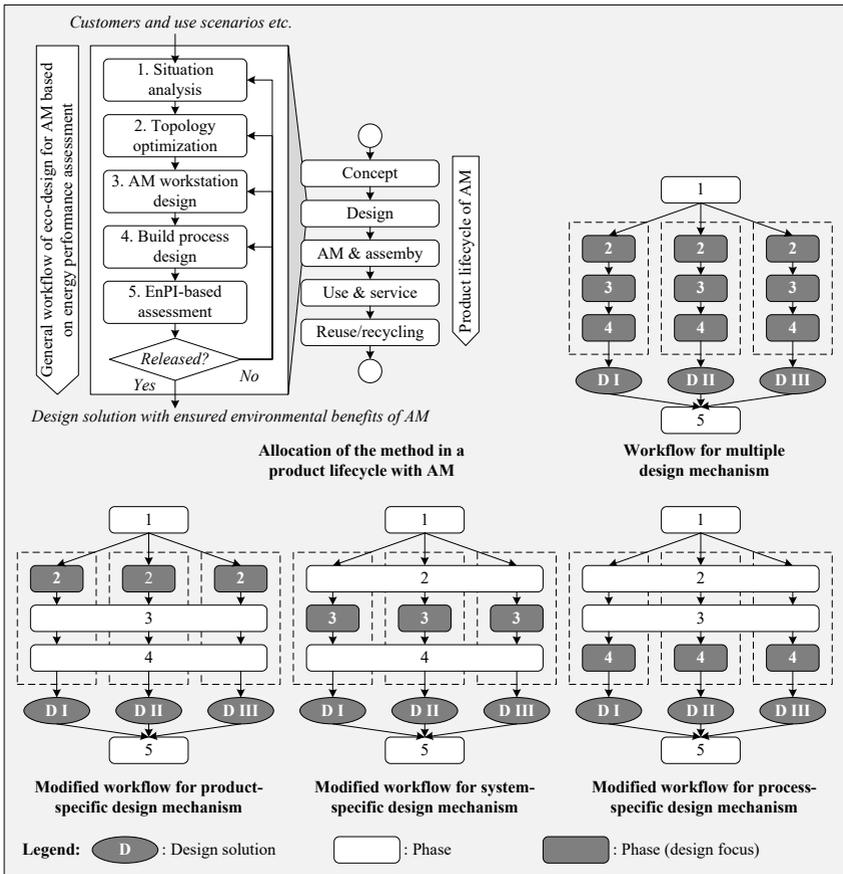 Customers and use scenarios etc.
General workflow of eco-design for AM based
on energy performance assessment
1. Situation
analysis
2. Topology
optimization
3. AM workstation
design
4. Build process
design
5. EnPI-based
assessment
Released?
Yes
No
Design solution with ensured environmental benefits of AM
Concept
Design
AM & assemby
Use & service
Reuse/recycling
Product lifecycle of AM
Allocation of the method in a
product lifecycle with AM
1
2 2 2
3 3 3
4 4 4
D I D II D III
5
Workflow for multiple
design mechanism
1
2 2 2
3
4
D I D II D III
5
Modified workflow for product-
specific design mechanism
1
2
3 3 3
4
D I D II D III
5
Modified workflow for system-
specific design mechanism
1
2
3
4 4 4
D I D II D III
5
Modified workflow for process-
specific design mechanism
Legend: D : Design solution : Phase : Phase (design focus)